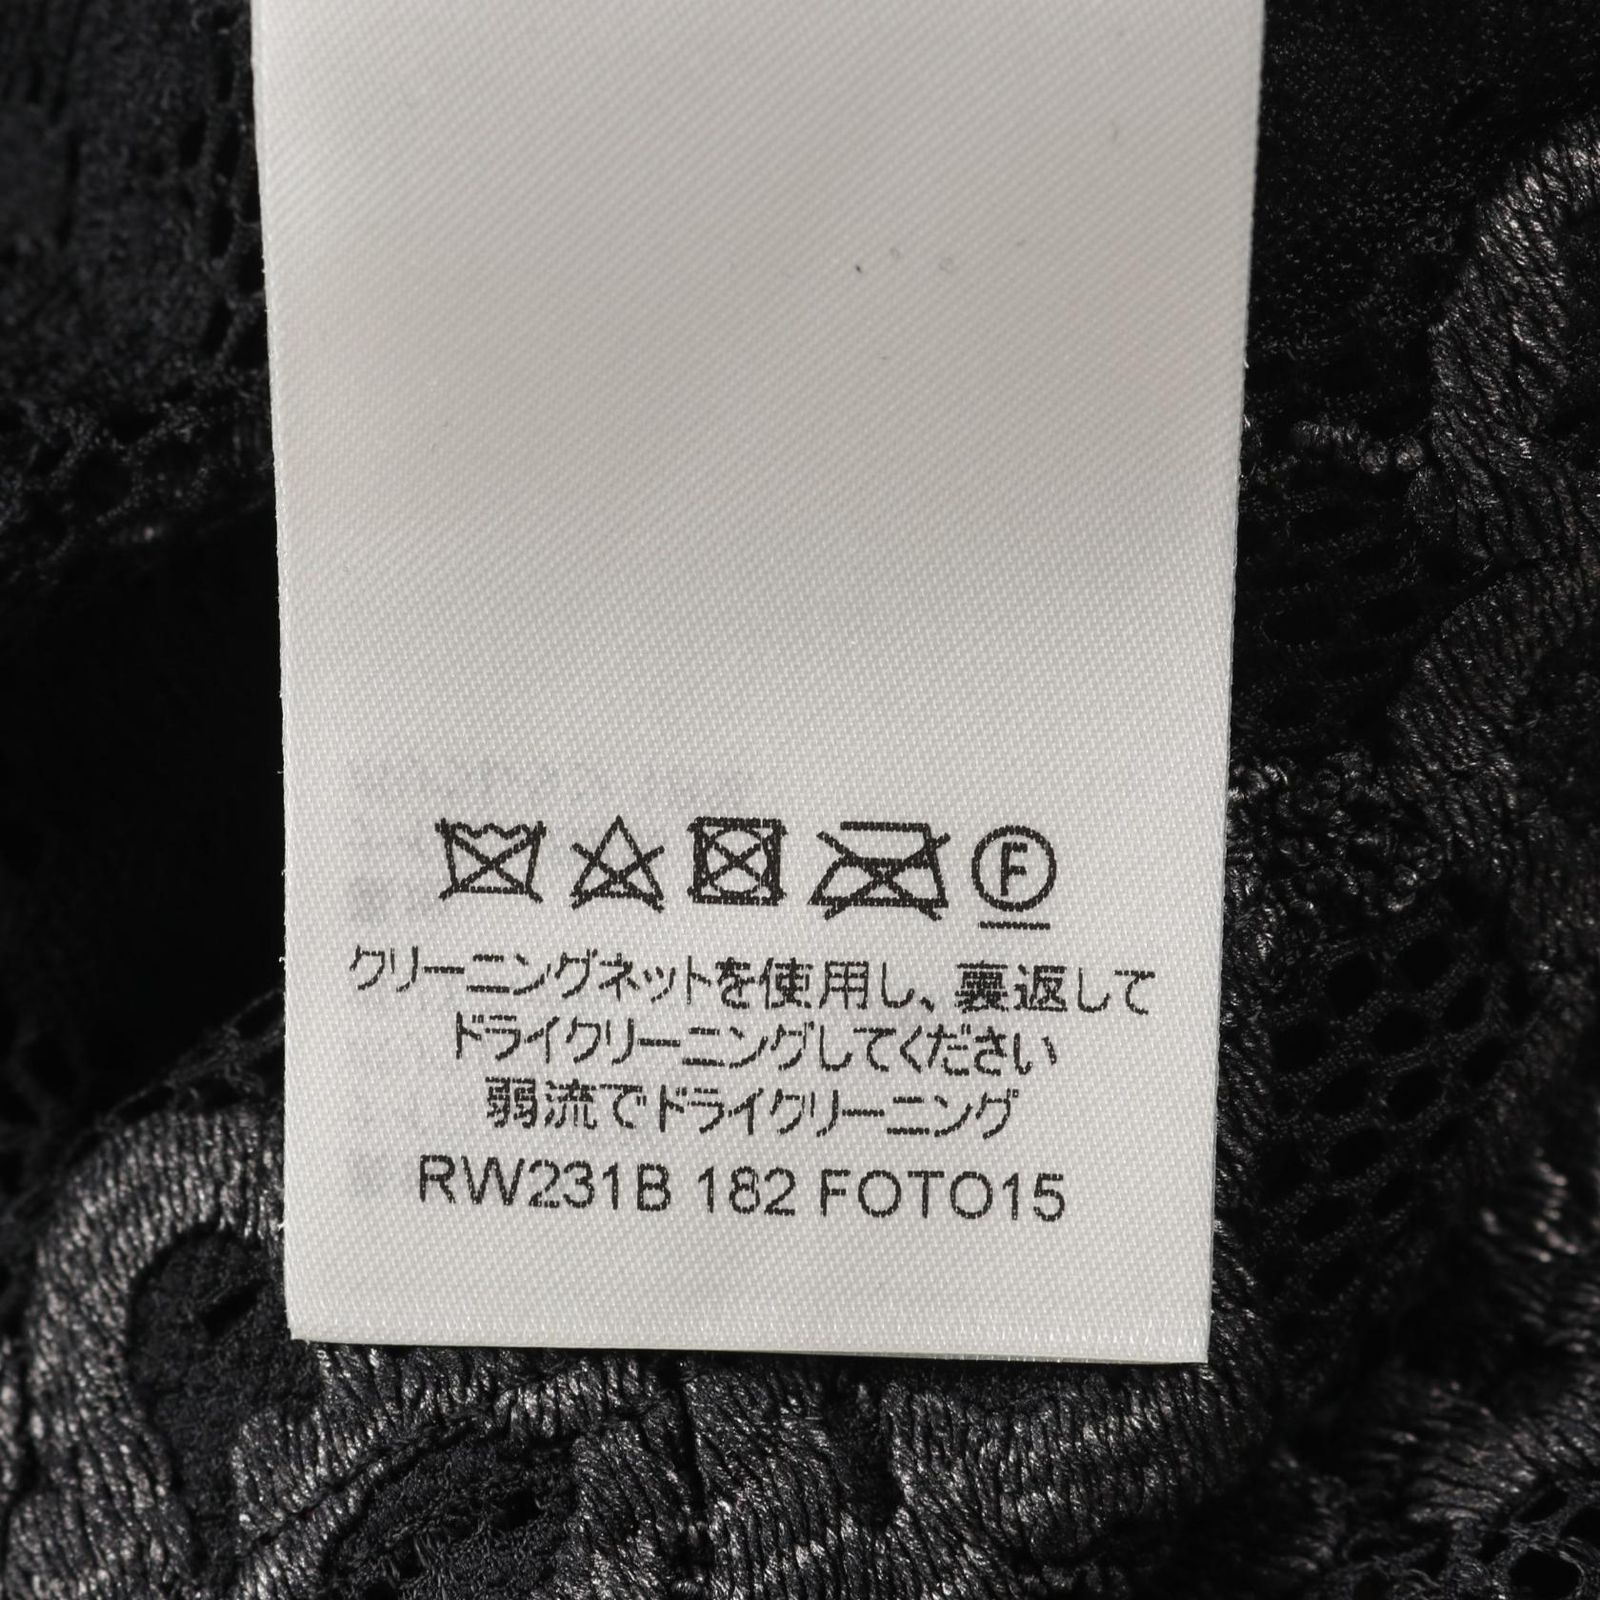 F
クリーニングネットを使用し、裏返して
ドライクリーニングしてください
弱流でドライクリーニング
RW231B 182 FOTO15